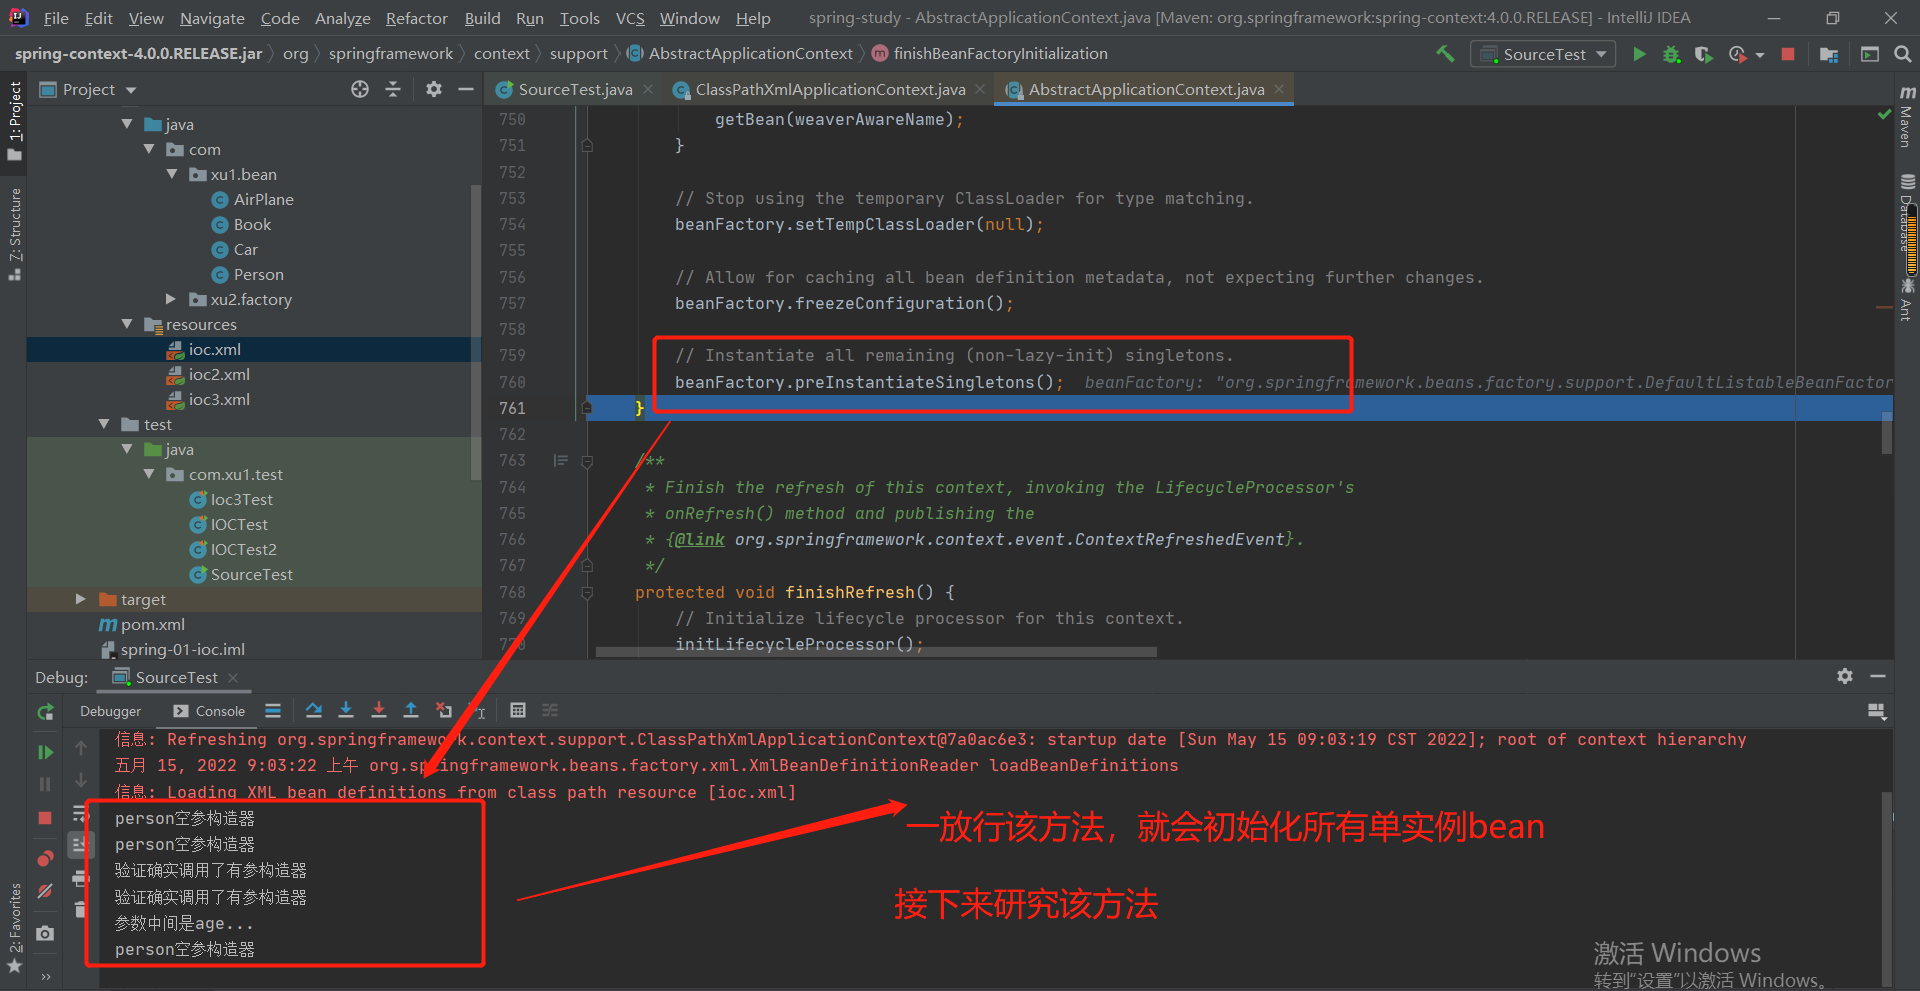 File Edit View Navigate Code Analyze Refactor Build Run Tools VCS Window Help spring-study - AbstractApplicationContext.java [Maven: org.springframework:spring-context:4.0.0.RELEASE] - IntelliJ IDEA
spring-context-4.0.0.RELEASE.jar org springframework context support AbstractApplicationContext finishBeanFactoryInitialization SourceTest
Project SourceTest.java ClassPathXmlApplicationContext.java AbstractApplicationContext.java
1: Project
7: Structure
2: Favorites
java
com
xu1.bean
AirPlane
Book
Car
Person
xu2.factory
resources
ioc.xml
ioc2.xml
ioc3.xml
test
java
com.xu1.test
Ioc3Test
IOCTest
IOCTest2
SourceTest
target
pom.xml
spring-01-ioc.iml
750 getBean(weaverAwareName);
751 }
752
753 // Stop using the temporary ClassLoader for type matching.
754 beanFactory.setTempClassLoader(null);
755
756 // Allow for caching all bean definition metadata, not expecting further changes.
757 beanFactory.freezeConfiguration();
758
759 // Instantiate all remaining (non-lazy-init) singletons.
760 beanFactory.preInstantiateSingletons(); beanFactory: "org.springframework.beans.factory.support.DefaultListableBeanFactor
761 }
762
763 /**
764 * Finish the refresh of this context, invoking the LifecycleProcessor's
765 * onRefresh() method and publishing the
766 * {@link org.springframework.context.event.ContextRefreshedEvent}.
767 */
768 protected void finishRefresh() {
769 // Initialize lifecycle processor for this context.
770 initLifecycleProcessor();
Maven
Database
Ant
Debug: SourceTest
Debugger Console
信息: Refreshing org.springframework.context.support.ClassPathXmlApplicationContext@7a0ac6e3: startup date [Sun May 15 09:03:19 CST 2022]; root of context hierarchy
五月 15, 2022 9:03:22 上午 org.springframework.beans.factory.xml.XmlBeanDefinitionReader loadBeanDefinitions
信息: Loading XML bean definitions from class path resource [ioc.xml]
person空参构造器
person空参构造器
验证确实调用了有参构造器
验证确实调用了有参构造器
参数中间是age...
person空参构造器
一放行该方法，就会初始化所有单实例bean
接下来研究该方法
激活 Windows
转到"设置"以激活 Windows。